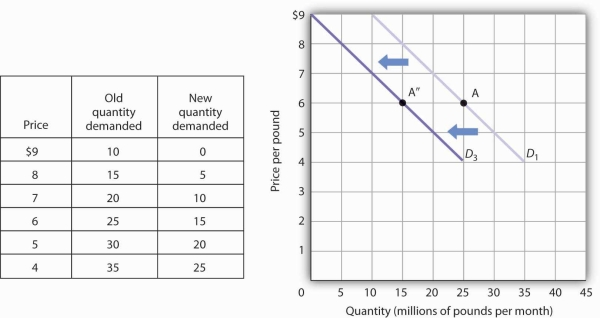 Price Old quantity demanded New quantity demanded
$9 10 0
8 15 5
7 20 10
6 25 15
5 30 20
4 35 25
Price per pound
$9
8
7
6
5
4
3
2
1
A" A
D3 D1
0 5 10 15 20 25 30 35 40 45
Quantity (millions of pounds per month)